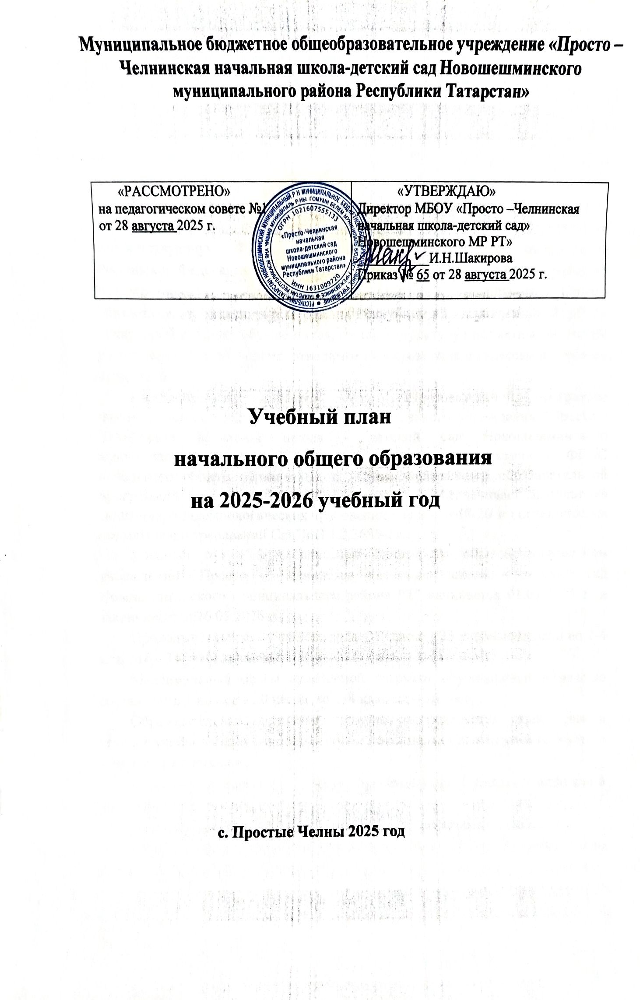 Муниципальное бюджетное общеобразовательное учреждение «Просто –
Челнинская начальная школа-детский сад Новошешминского
муниципального района Республики Татарстан»
«РАССМОТРЕНО»
на педагогическом совете №1
от 28 августа 2025 г.
«УТВЕРЖДАЮ»
Директор МБОУ «Просто –Челнинская
начальная школа-детский сад»
Новошешминского МР РТ»
И.Н.Шакирова
Приказ № 65 от 28 августа 2025 г.
ОГРН 1021607555133
«Просто-Челнинская
начальная
школа-детский сад
Новошешминского
муниципального района
Республики Татарстан»
ИНН 1631009720
Учебный план
начального общего образования
на 2025-2026 учебный год
с. Простые Челны 2025 год